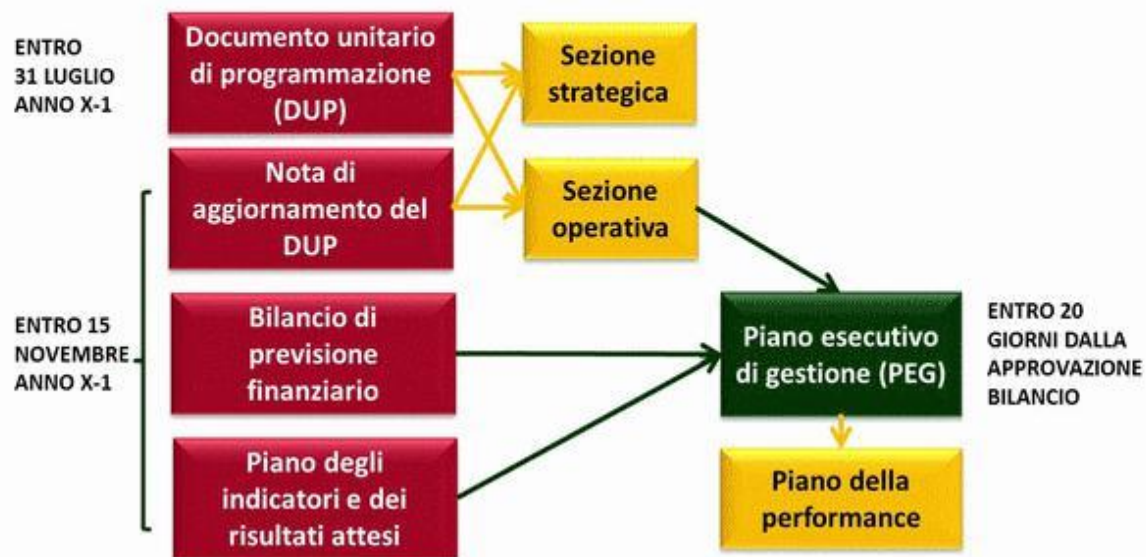 ENTRO
31 LUGLIO
ANNO X-1
Documento unitario
di programmazione
(DUP)
Sezione
strategica
Nota di
aggiornamento del
DUP
Sezione
operativa
ENTRO 15
NOVEMBRE
ANNO X-1
Bilancio di
previsione
finanziario
Piano esecutivo
di gestione (PEG)
ENTRO 20
GIORNI DALLA
APPROVAZIONE
BILANCIO
Piano degli
indicatori e dei
risultati attesi
Piano della
performance